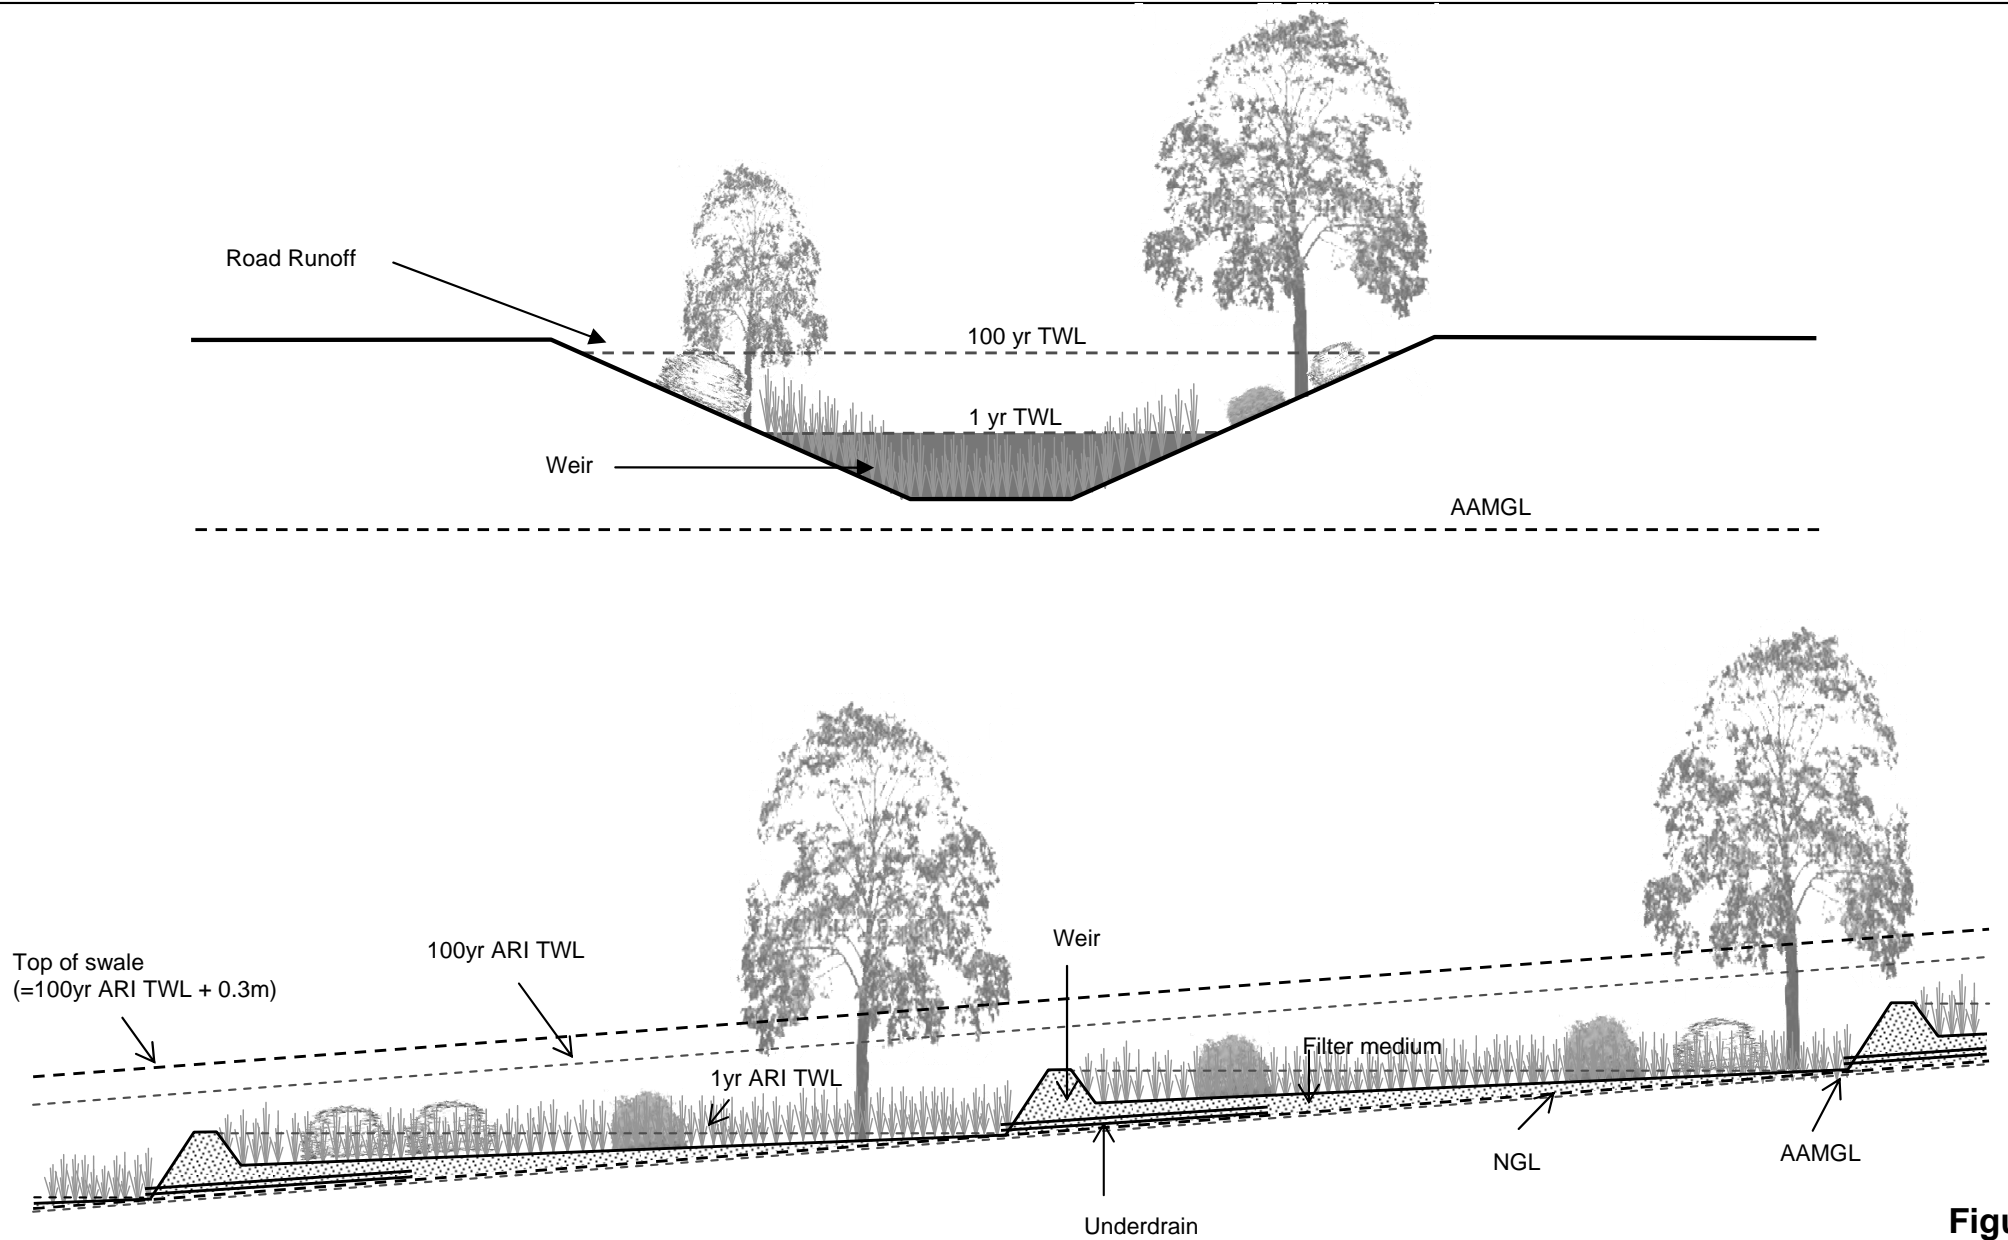 Road Runoff
100 yr TWL
1 yr TWL
Weir
AAMGL
Top of swale
(=100yr ARI TWL + 0.3m)
100yr ARI TWL
Weir
Filter medium
1yr ARI TWL
NGL
AAMGL
Underdrain
Figu